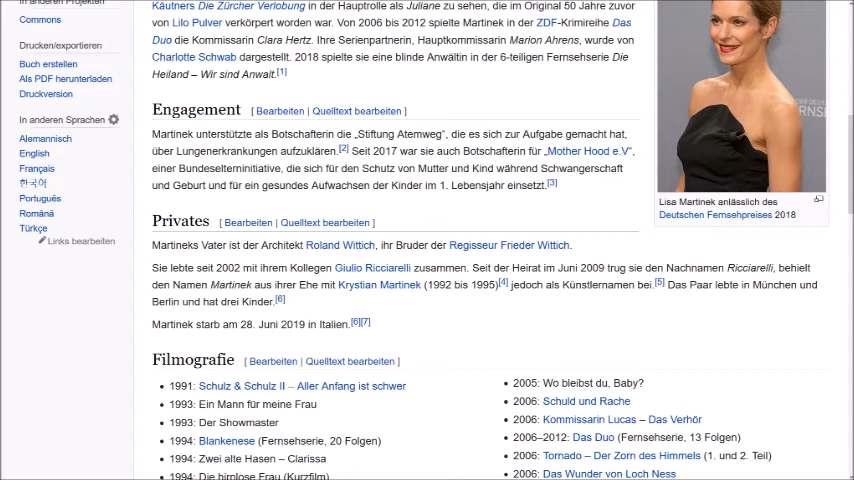 In anderen Projekten
Commons
Drucken/exportieren
Buch erstellen
Als PDF herunterladen
Druckversion
In anderen Sprachen
Alemannisch
English
Français
한국어
Português
Română
Türkçe
Links bearbeiten
Käutners Die Zürcher Verlobung in der Hauptrolle als Juliane zu sehen, die im Original 50 Jahre zuvor
von Lilo Pulver verkörpert worden war. Von 2006 bis 2012 spielte Martinek in der ZDF-Krimireihe Das
Duo die Kommissarin Clara Hertz. Ihre Serienpartnerin, Hauptkommissarin Marion Ahrens, wurde von
Charlotte Schwab dargestellt. 2018 spielte sie eine blinde Anwältin in der 6-teiligen Fernsehserie Die
Heiland – Wir sind Anwalt.[1]
Engagement [ Bearbeiten | Quelltext bearbeiten ]
Martinek unterstützte als Botschafterin die „Stiftung Atemweg“, die es sich zur Aufgabe gemacht hat,
über Lungenerkrankungen aufzuklären.[2] Seit 2017 war sie auch Botschafterin für „Mother Hood e.V“,
einer Bundeselterninitiative, die sich für den Schutz von Mutter und Kind während Schwangerschaft
und Geburt und für ein gesundes Aufwachsen der Kinder im 1. Lebensjahr einsetzt.[3]
Lisa Martinek anlässlich des
Deutschen Fernsehpreises 2018
Privates [ Bearbeiten | Quelltext bearbeiten ]
Martineks Vater ist der Architekt Roland Wittich, ihr Bruder der Regisseur Frieder Wittich.
Sie lebte seit 2002 mit ihrem Kollegen Giulio Ricciarelli zusammen. Seit der Heirat im Juni 2009 trug sie den Nachnamen Ricciarelli, behielt
den Namen Martinek aus ihrer Ehe mit Krystian Martinek (1992 bis 1995)[4] jedoch als Künstlernamen bei.[5] Das Paar lebte in München und
Berlin und hat drei Kinder.[6]
Martinek starb am 28. Juni 2019 in Italien.[6][7]
Filmografie [ Bearbeiten | Quelltext bearbeiten ]
1991: Schulz & Schulz II – Aller Anfang ist schwer
1993: Ein Mann für meine Frau
1993: Der Showmaster
1994: Blankenese (Fernsehserie, 20 Folgen)
1994: Zwei alte Hasen – Clarissa
1994: Die hirnlose Frau (Kurzfilm)
2005: Wo bleibst du, Baby?
2006: Schuld und Rache
2006: Kommissarin Lucas – Das Verhör
2006–2012: Das Duo (Fernsehserie, 13 Folgen)
2006: Tornado – Der Zorn des Himmels (1. und 2. Teil)
2006: Das Wunder von Loch Ness